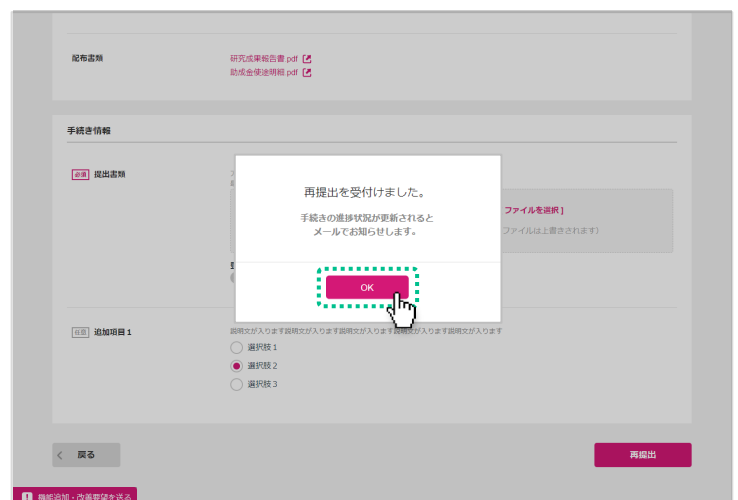 配布書類
研究成果報告書.pdf
助成金使途明細.pdf
手続き情報
必須 提出書類
再提出を受付けました。
手続きの進捗状況が更新されると
メールでお知らせします。
ファイルを選択 ]
ファイルは上書きされます)
OK
任意 追加項目 1
説明文が入ります説明文が入ります説明文が入ります説明文が入ります説明文が入ります
選択肢 1
選択肢 2
選択肢 3
戻る
再提出
機能追加・改善要望を送る